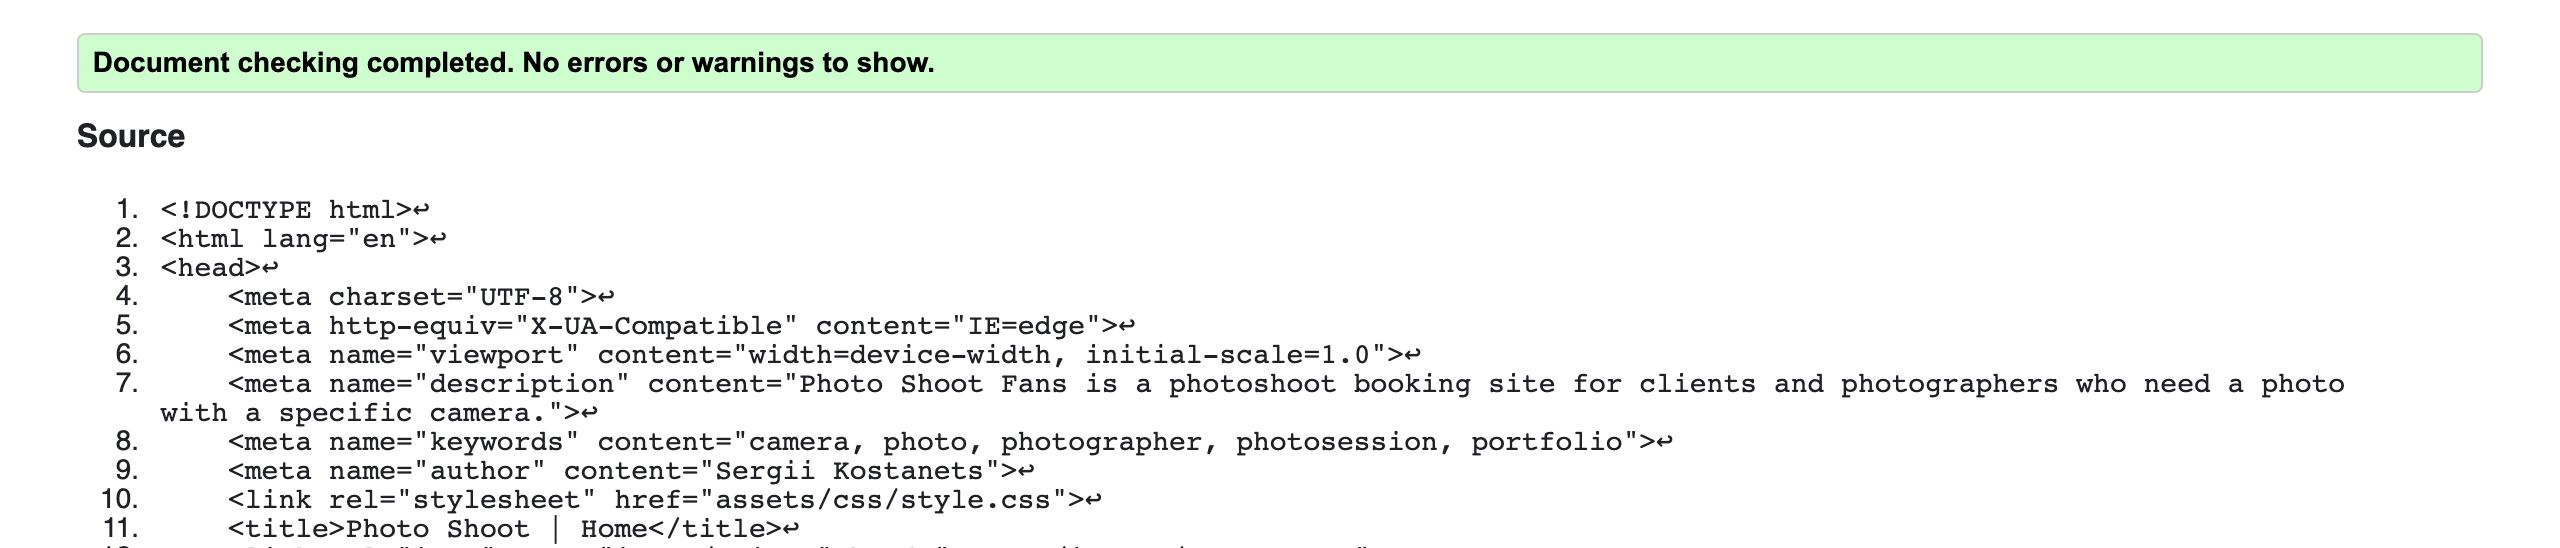 Document checking completed. No errors or warnings to show.
Source
1. <!DOCTYPE html>↩
2. <html lang="en">↩
3. <head>↩
4.     <meta charset="UTF-8">↩
5.     <meta http-equiv="X-UA-Compatible" content="IE=edge">↩
6.     <meta name="viewport" content="width=device-width, initial-scale=1.0">↩
7.     <meta name="description" content="Photo Shoot Fans is a photoshoot booking site for clients and photographers who need a photo
with a specific camera.">↩
8.     <meta name="keywords" content="camera, photo, photographer, photosession, portfolio">↩
9.     <meta name="author" content="Sergii Kostanets">↩
10.     <link rel="stylesheet" href="assets/css/style.css">↩
11.     <title>Photo Shoot | Home</title>↩